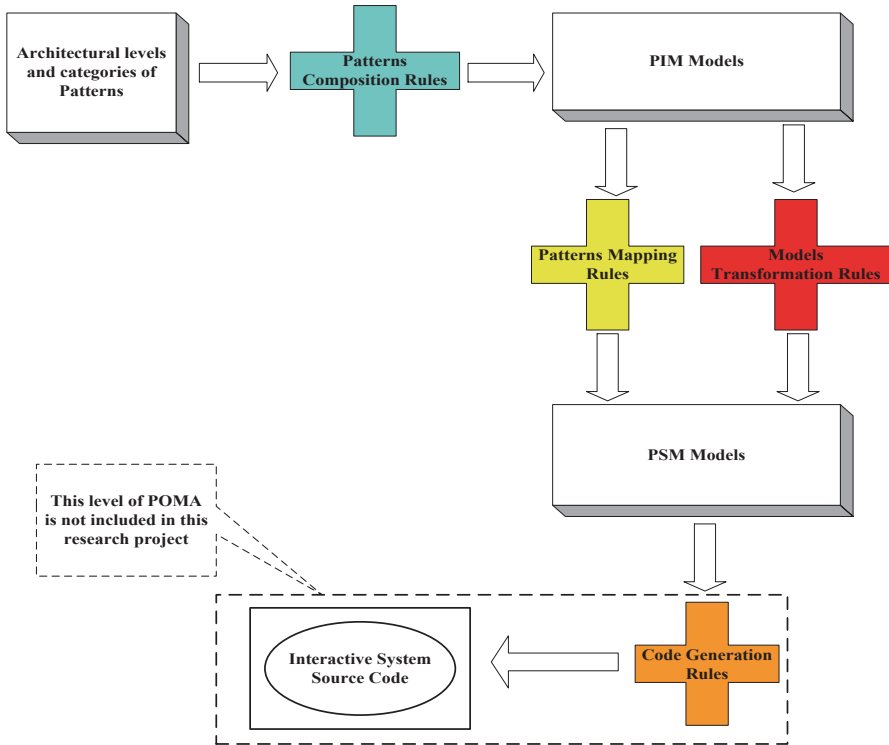 Architectural levels
and categories of
Patterns
Patterns
Composition Rules
PIM Models
Patterns Mapping
Rules
Models
Transformation Rules
PSM Models
This level of POMA
is not included in this
research project
Interactive System
Source Code
Code Generation
Rules